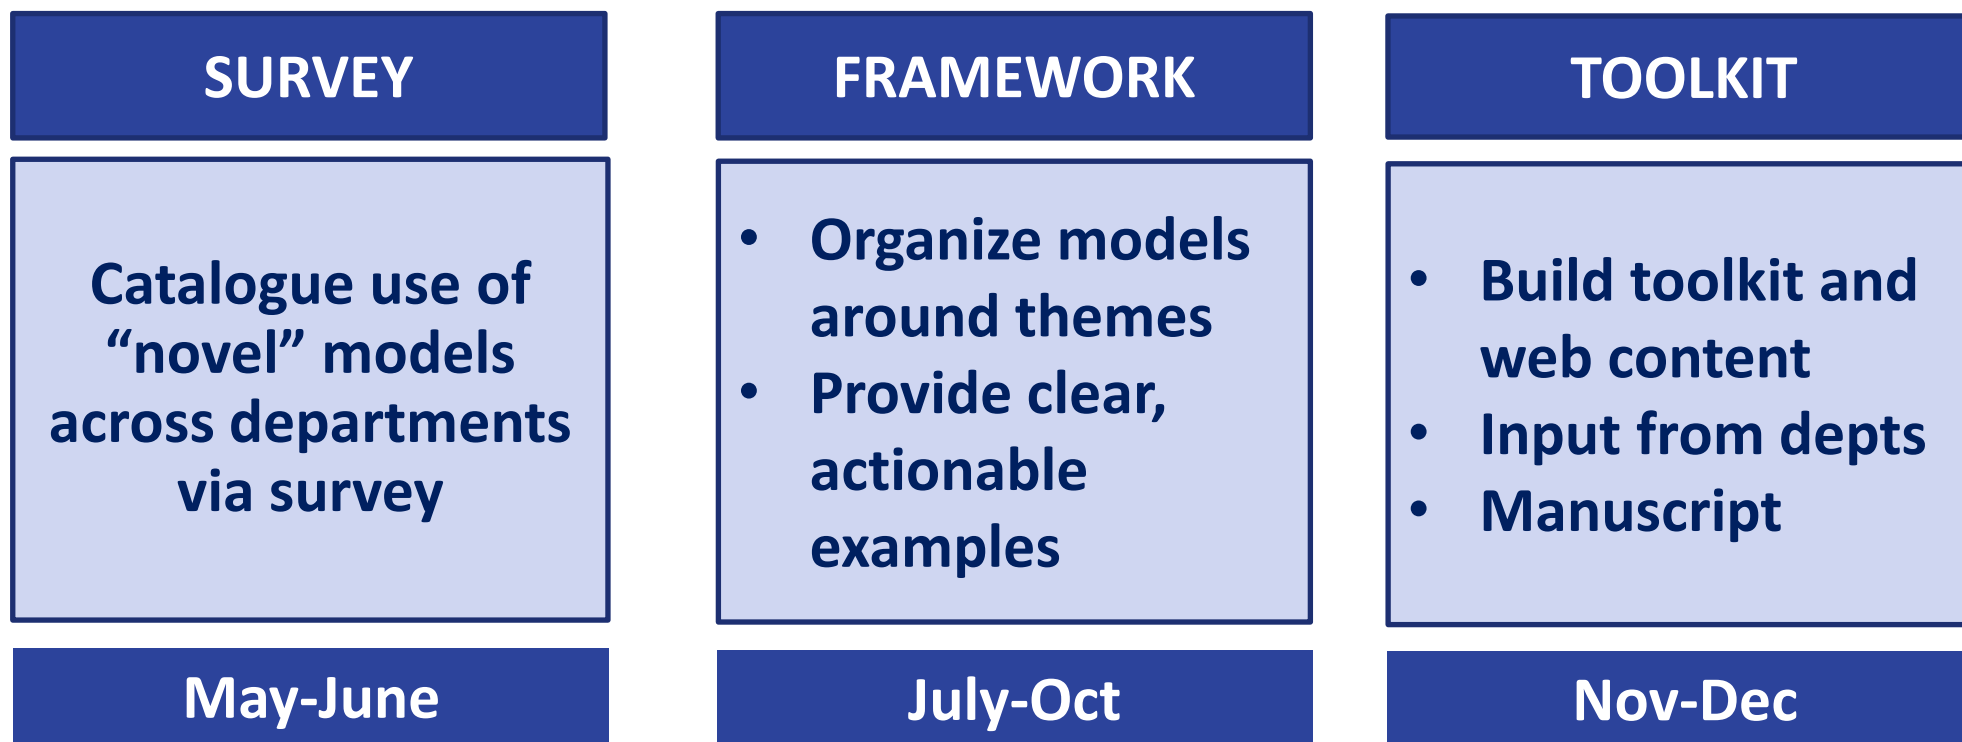 SURVEY
Catalogue use of
“novel” models
across departments
via survey
May-June
FRAMEWORK
• Organize models
around themes
• Provide clear,
actionable
examples
July-Oct
TOOLKIT
• Build toolkit and
web content
• Input from depts
• Manuscript
Nov-Dec